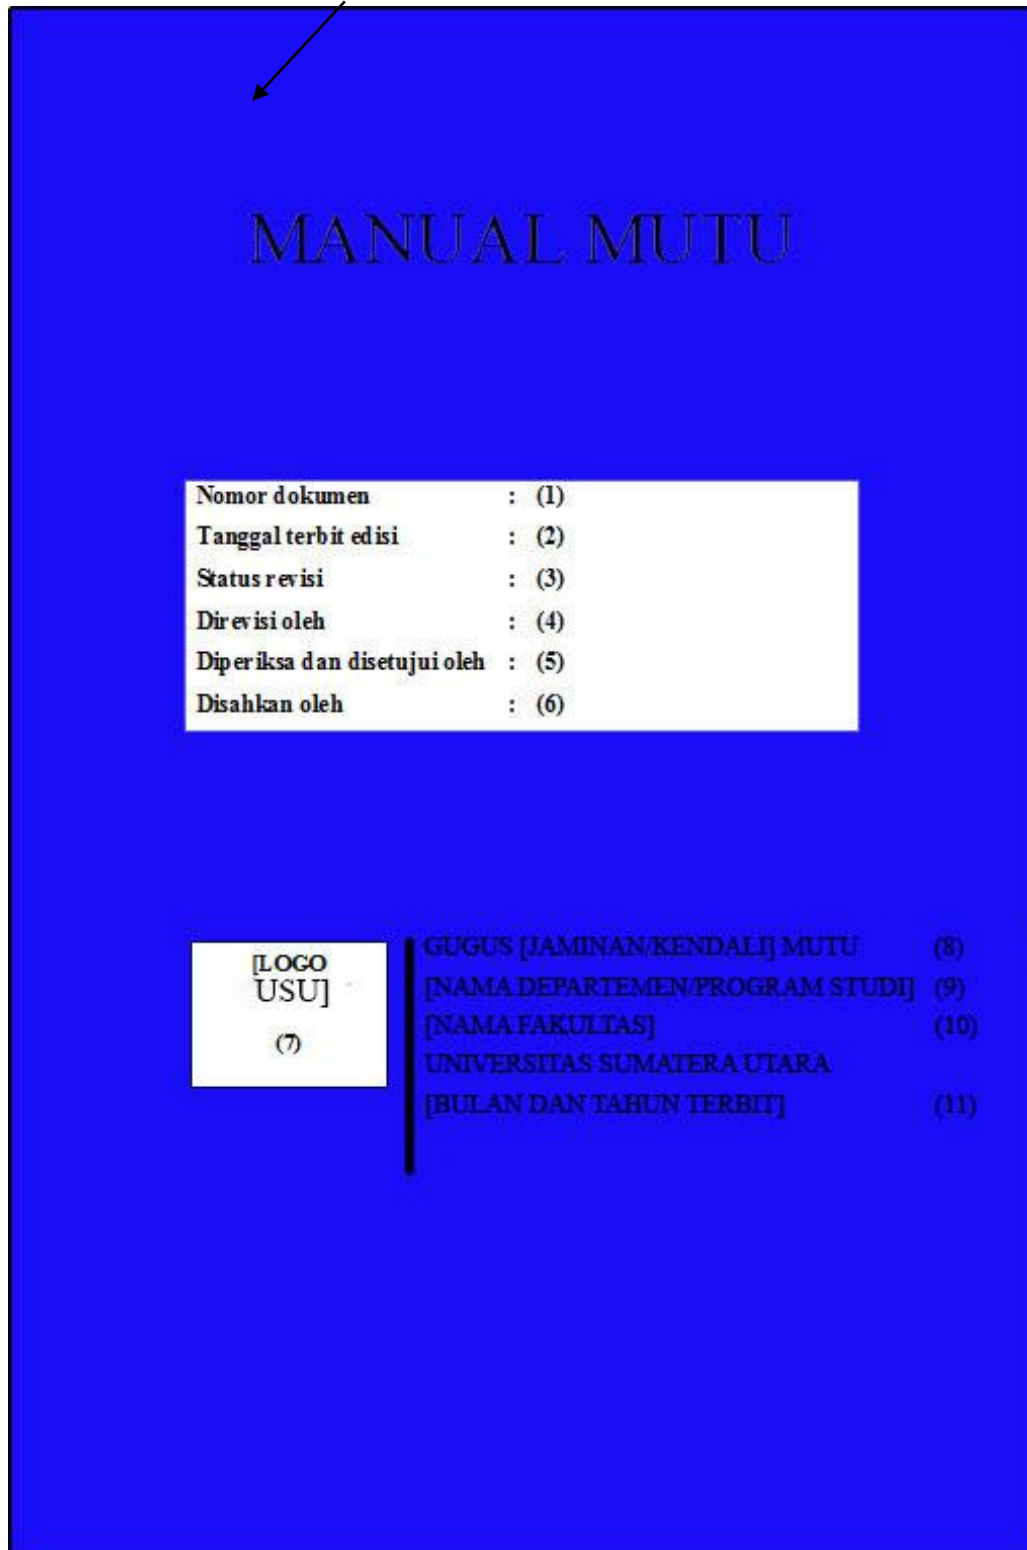 MANUAL MUTU
Nomor dokumen : (1)
Tanggal terbit edisi : (2)
Status revisi : (3)
Direvisi oleh : (4)
Diperiksa dan disetujui oleh : (5)
Disahkan oleh : (6)
[LOGO
USU]
(7)
GUGUS [JAMINAN/KENDALI] MUTU (8)
[NAMA DEPARTEMEN/PROGRAM STUDI] (9)
[NAMA FAKULTAS] (10)
UNIVERSITAS SUMATERA UTARA
[BULAN DAN TAHUN TERBIT] (11)